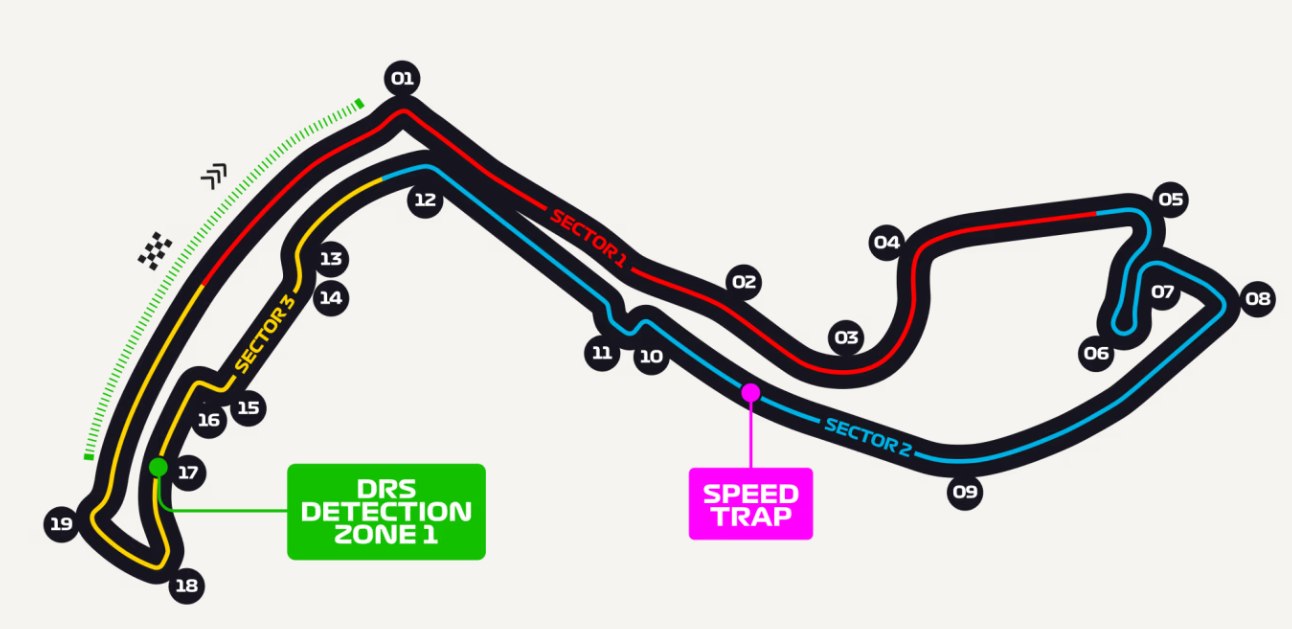 01
02
03
04
05
06
07
08
09
10
11
12
13
14
15
16
17
18
19
SECTOR 1
SECTOR 2
SECTOR 3
SPEED
TRAP
DRS
DETECTION
ZONE 1